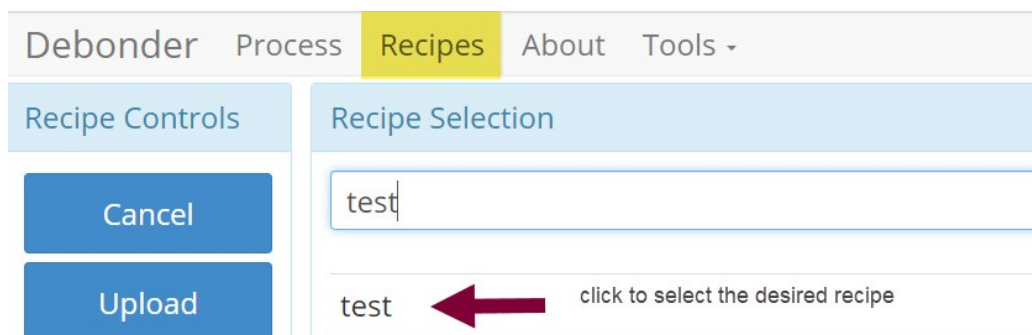 Debonder Process Recipes About Tools
Recipe Controls
Recipe Selection
Cancel
Upload
test
test
click to select the desired recipe